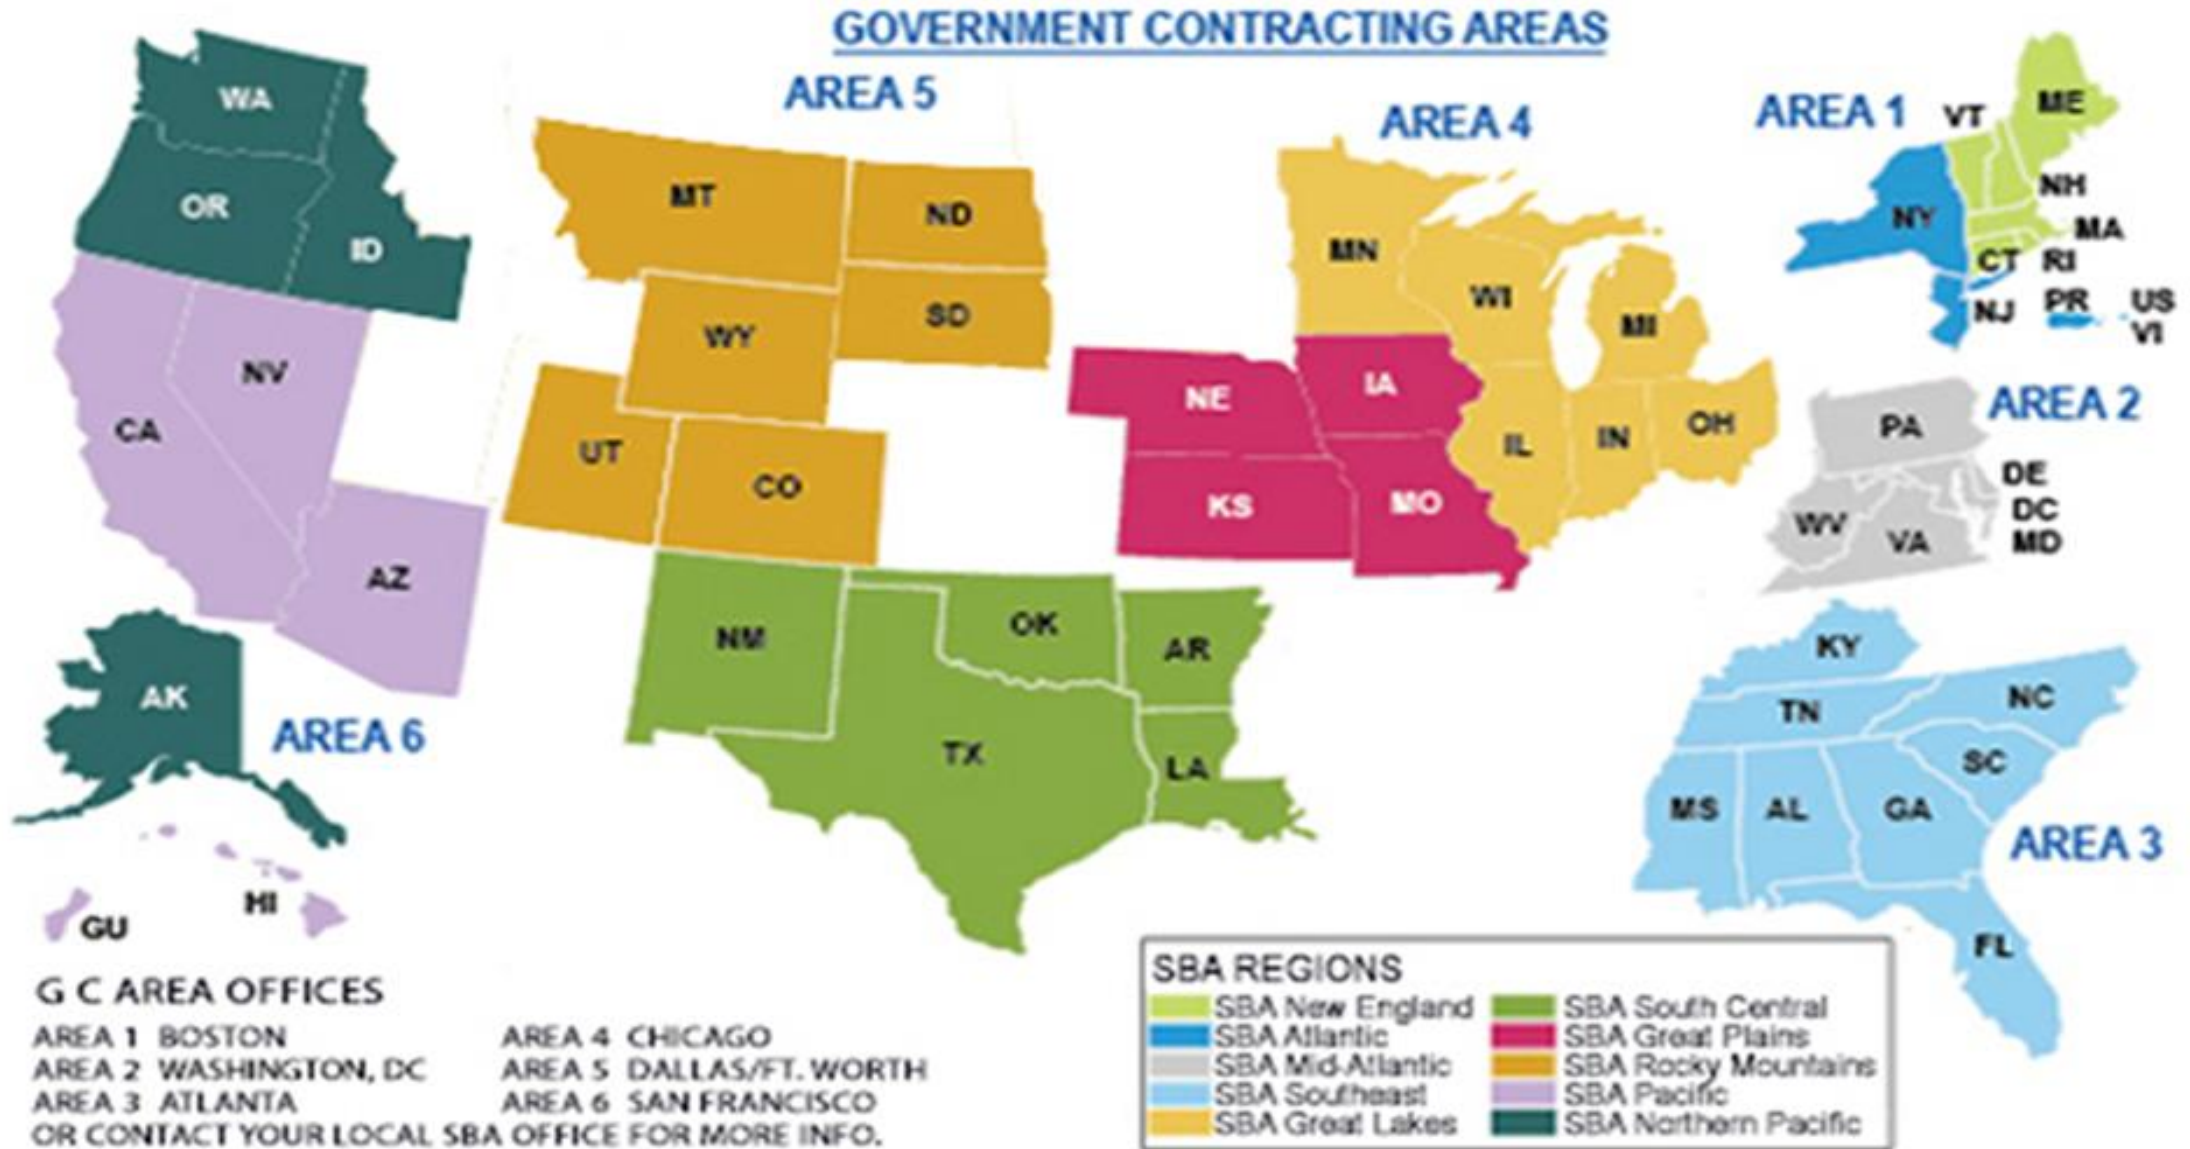 GOVERNMENT CONTRACTING AREAS
AREA 5
AREA 4
AREA 1
VT
ME
WA
OR
ID
MT
ND
SD
WY
UT
CO
MN
WI
MI
IL
IN
OH
NE
IA
KS
MO
NH
NY
MA
CT
RI
NJ
PR
US
VI
CA
NV
AZ
AREA 2
PA
DE
DC
MD
WV
VA
NM
OK
AR
TX
LA
AK
AREA 6
HI
GU
KY
TN
NC
SC
MS
AL
GA
FL
AREA 3
G C AREA OFFICES
AREA 1 BOSTON
AREA 2 WASHINGTON, DC
AREA 3 ATLANTA
AREA 4 CHICAGO
AREA 5 DALLAS/FT. WORTH
AREA 6 SAN FRANCISCO
OR CONTACT YOUR LOCAL SBA OFFICE FOR MORE INFO.
SBA REGIONS
SBA New England
SBA Atlantic
SBA Mid-Atlantic
SBA Southeast
SBA Great Lakes
SBA South Central
SBA Great Plains
SBA Rocky Mountains
SBA Pacific
SBA Northern Pacific